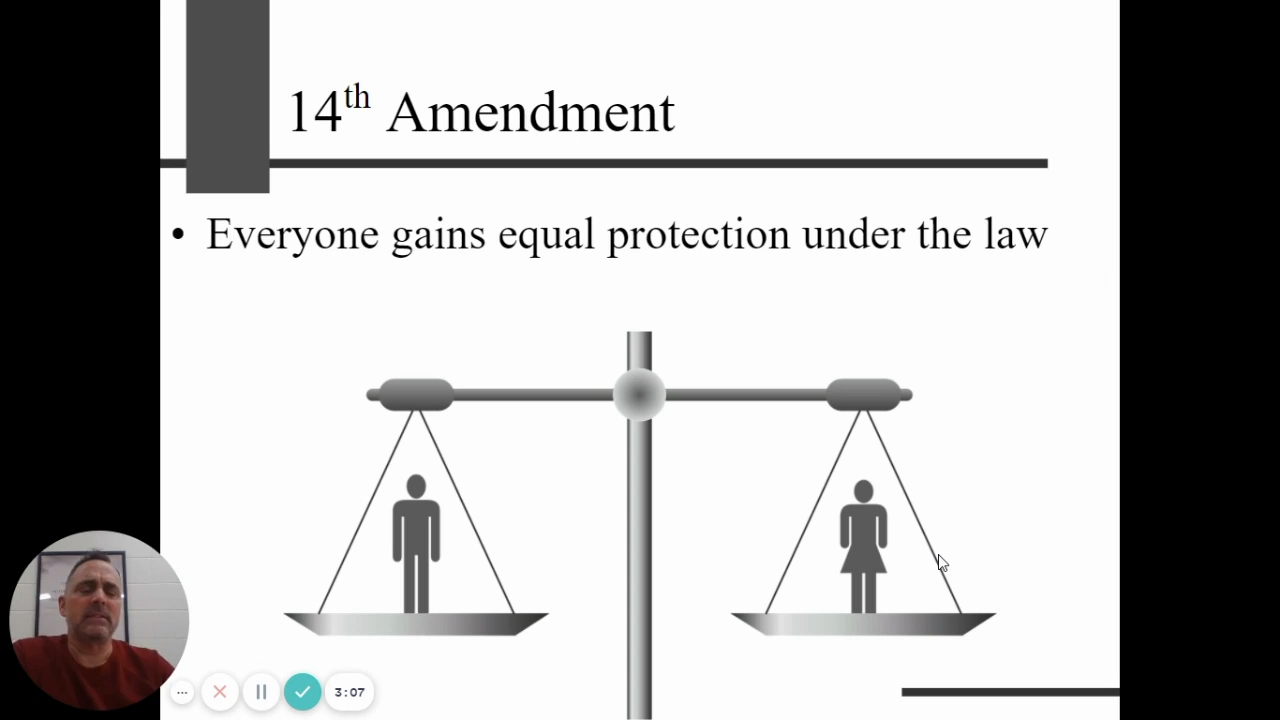 14th Amendment
• Everyone gains equal protection under the law
3:07